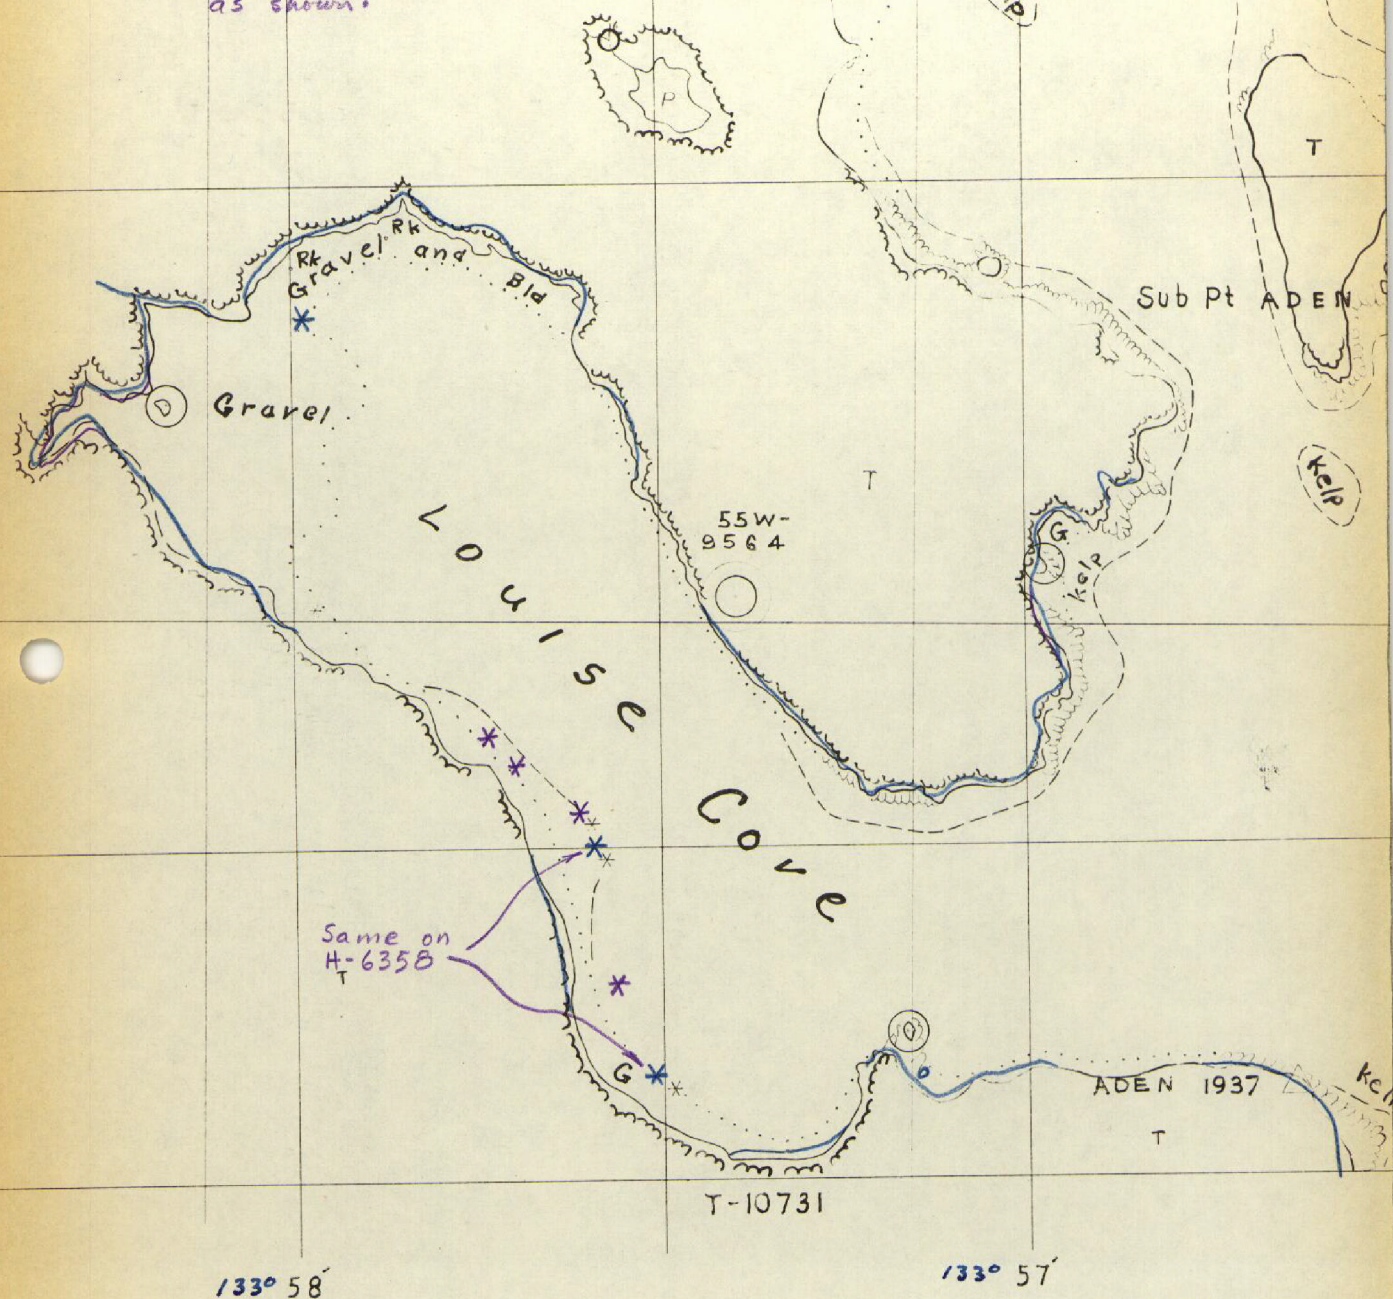 as shown.
P
T
Rk
Rk
Gravel and Bld
Sub Pt ADEN
Gravel
D
Kelp
T
55W-
9564
G
Kelp
Louise Cove
Same on
H-6358
T
G
ADEN 1937
T
T-10731
133° 58'
133° 57'